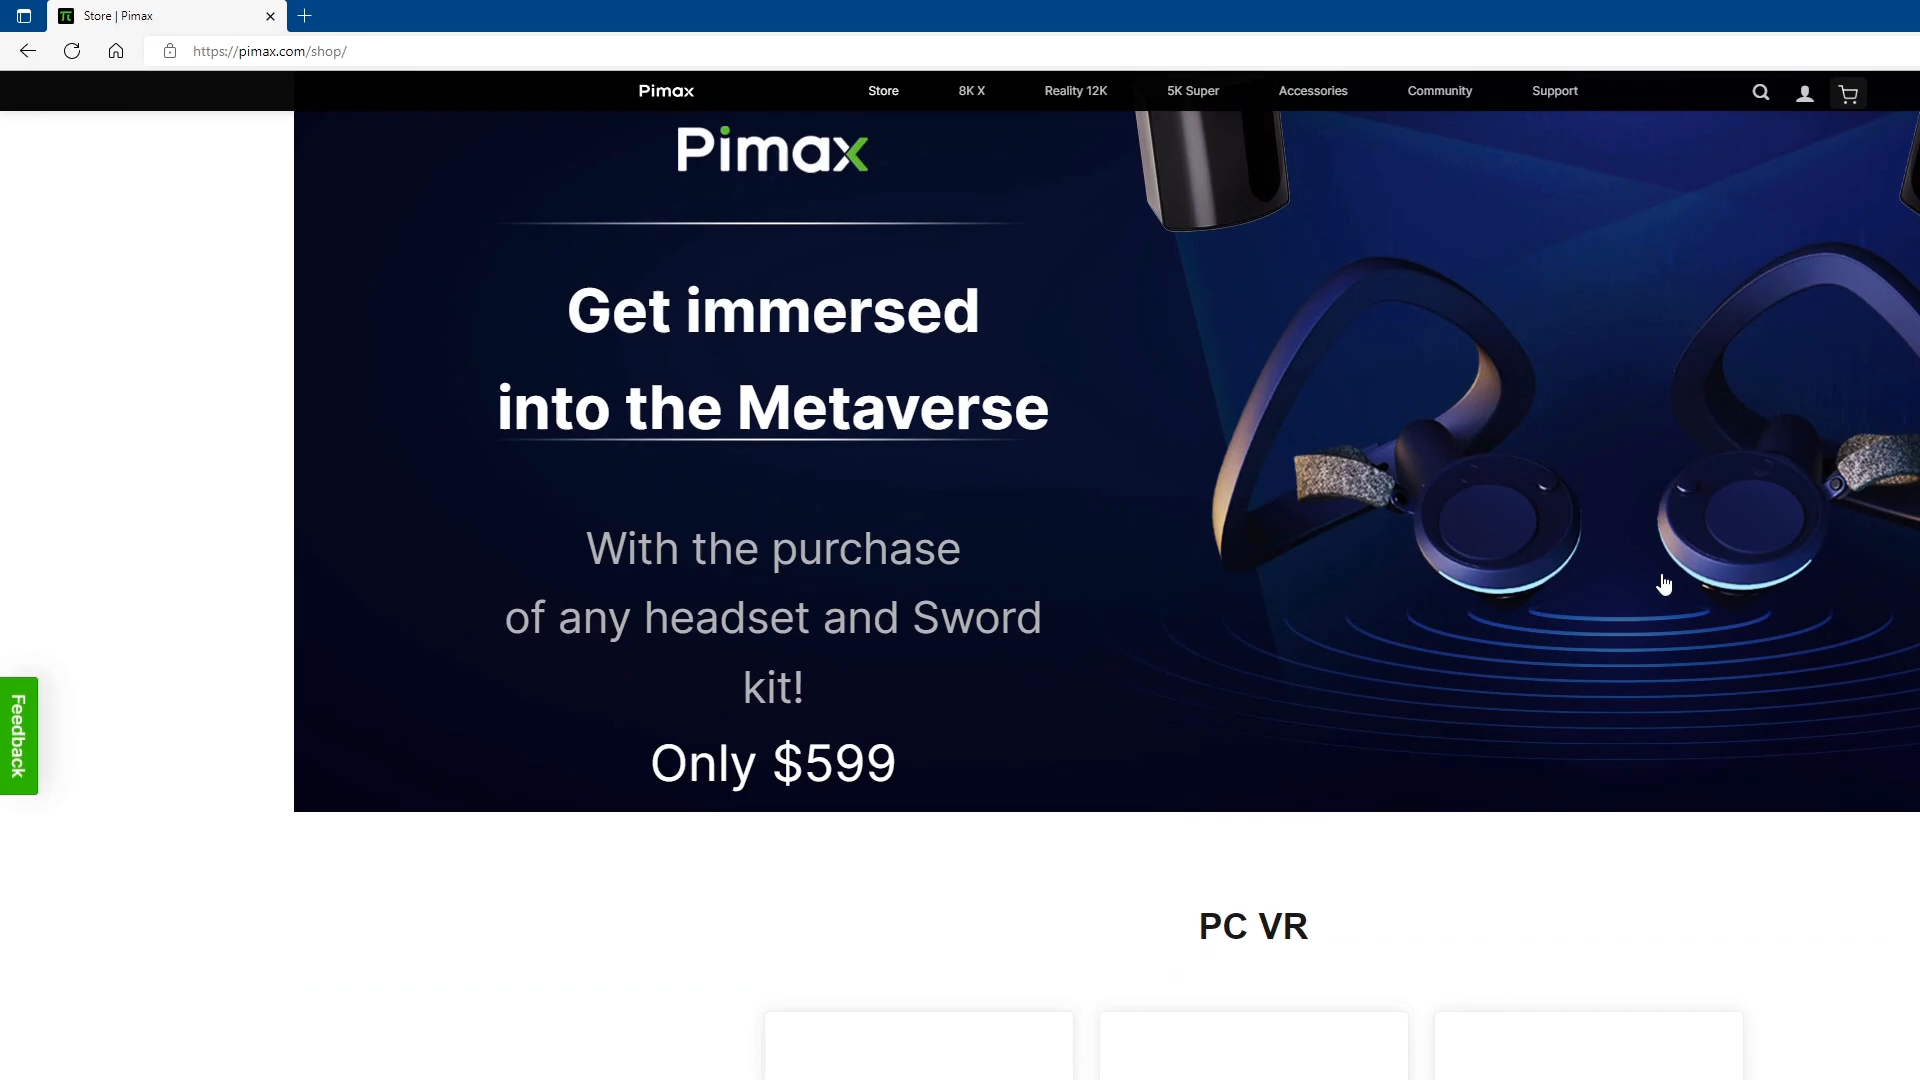 Store | Pimax
https://pimax.com/shop/
Pimax Store 8K X Reality 12K 5K Super Accessories Community Support
Pimax
Get immersed
into the Metaverse
With the purchase
of any headset and Sword
kit!
Only $599
Feedback
PC VR